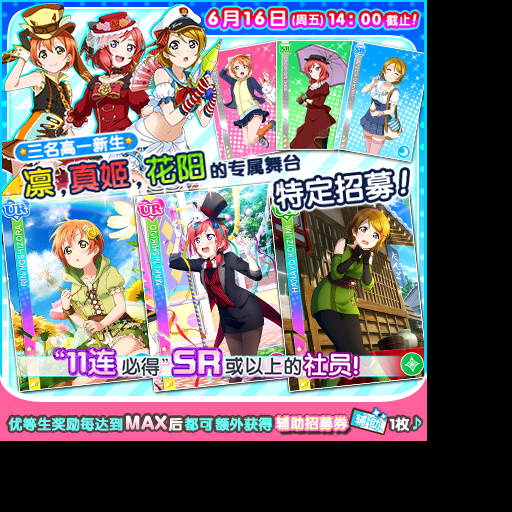 6月16日(周五)14：00截止!
SR
SR
三名高一新生
凛,真姬,花阳的专属舞台
特定招募!
UR
RIN HOSHIZORA
UR
MAKI NISHIKINO
HANAYO KOIZUMI
"11连必得"SR或以上的社员!
优等生奖励每达到MAX后都可额外获得辅助招募券 辅助 1枚♪